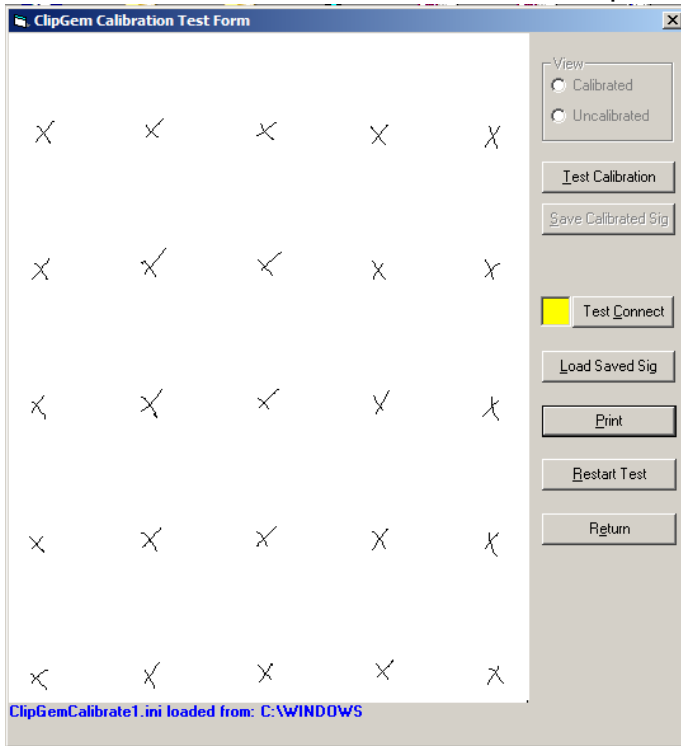 ClipGem Calibration Test Form
View
Calibrated
Uncalibrated
Test Calibration
Save Calibrated Sig
Test Connect
Load Saved Sig
Print
Restart Test
Return
ClipGemCalibrate1.ini loaded from: C:\WINDOWS